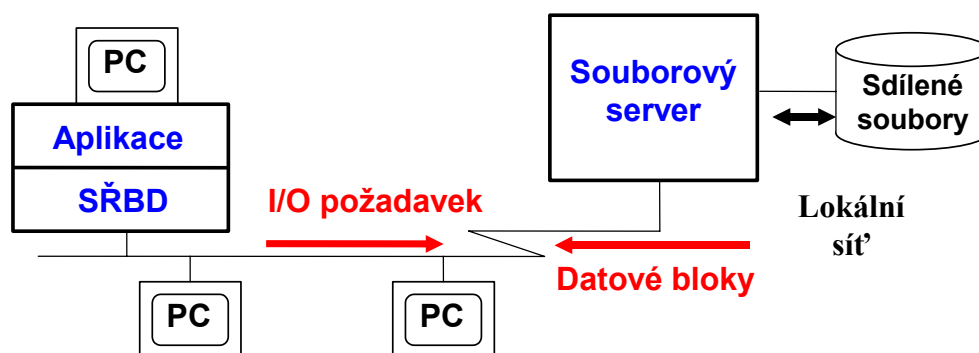 PC
Aplikace
SŘBD
Souborový
server
Sdílené
soubory
I/O požadavek
Lokální
síť
Datové bloky
PC
PC